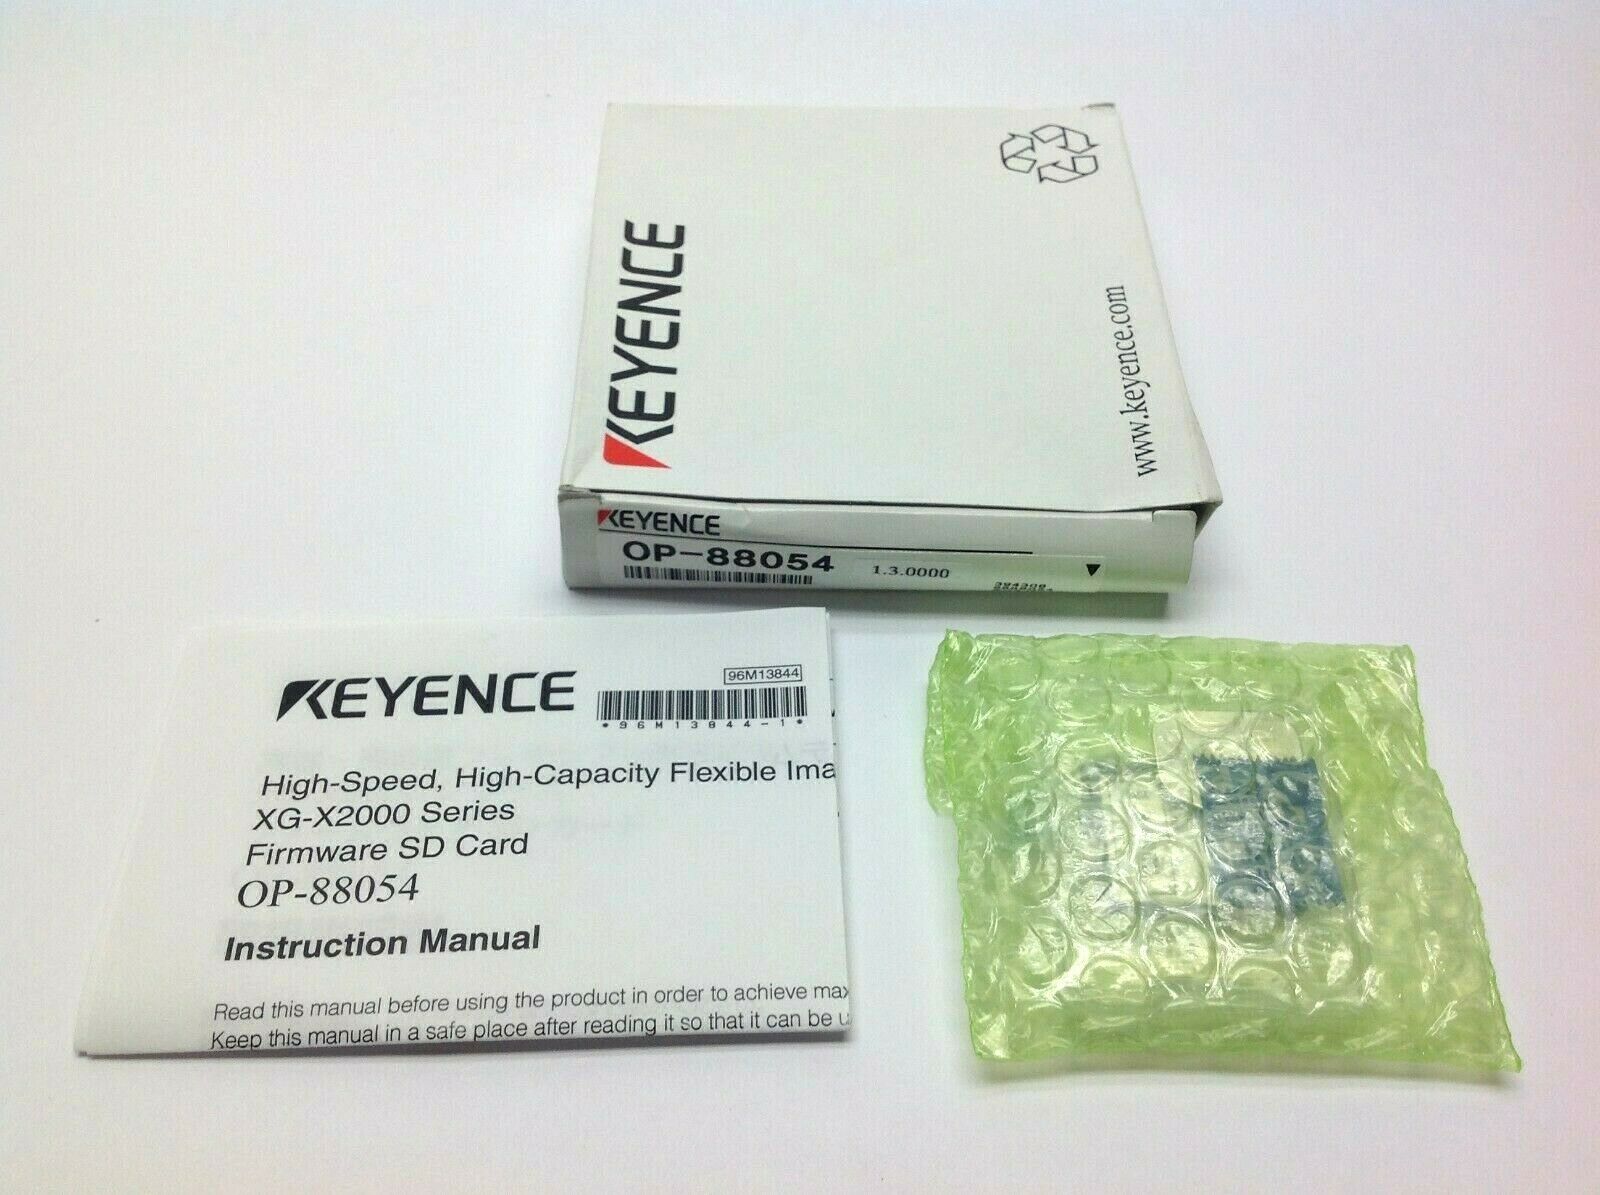 KEYENCE
www.keyence.com
KEYENCE
OP-88054
1.3.0000
KEYENCE
96M13844
*96M13844-1*
High-Speed, High-Capacity Flexible Ima
XG-X2000 Series
Firmware SD Card
OP-88054
Instruction Manual
Read this manual before using the product in order to achieve max
Keep this manual in a safe place after reading it so that it can be u